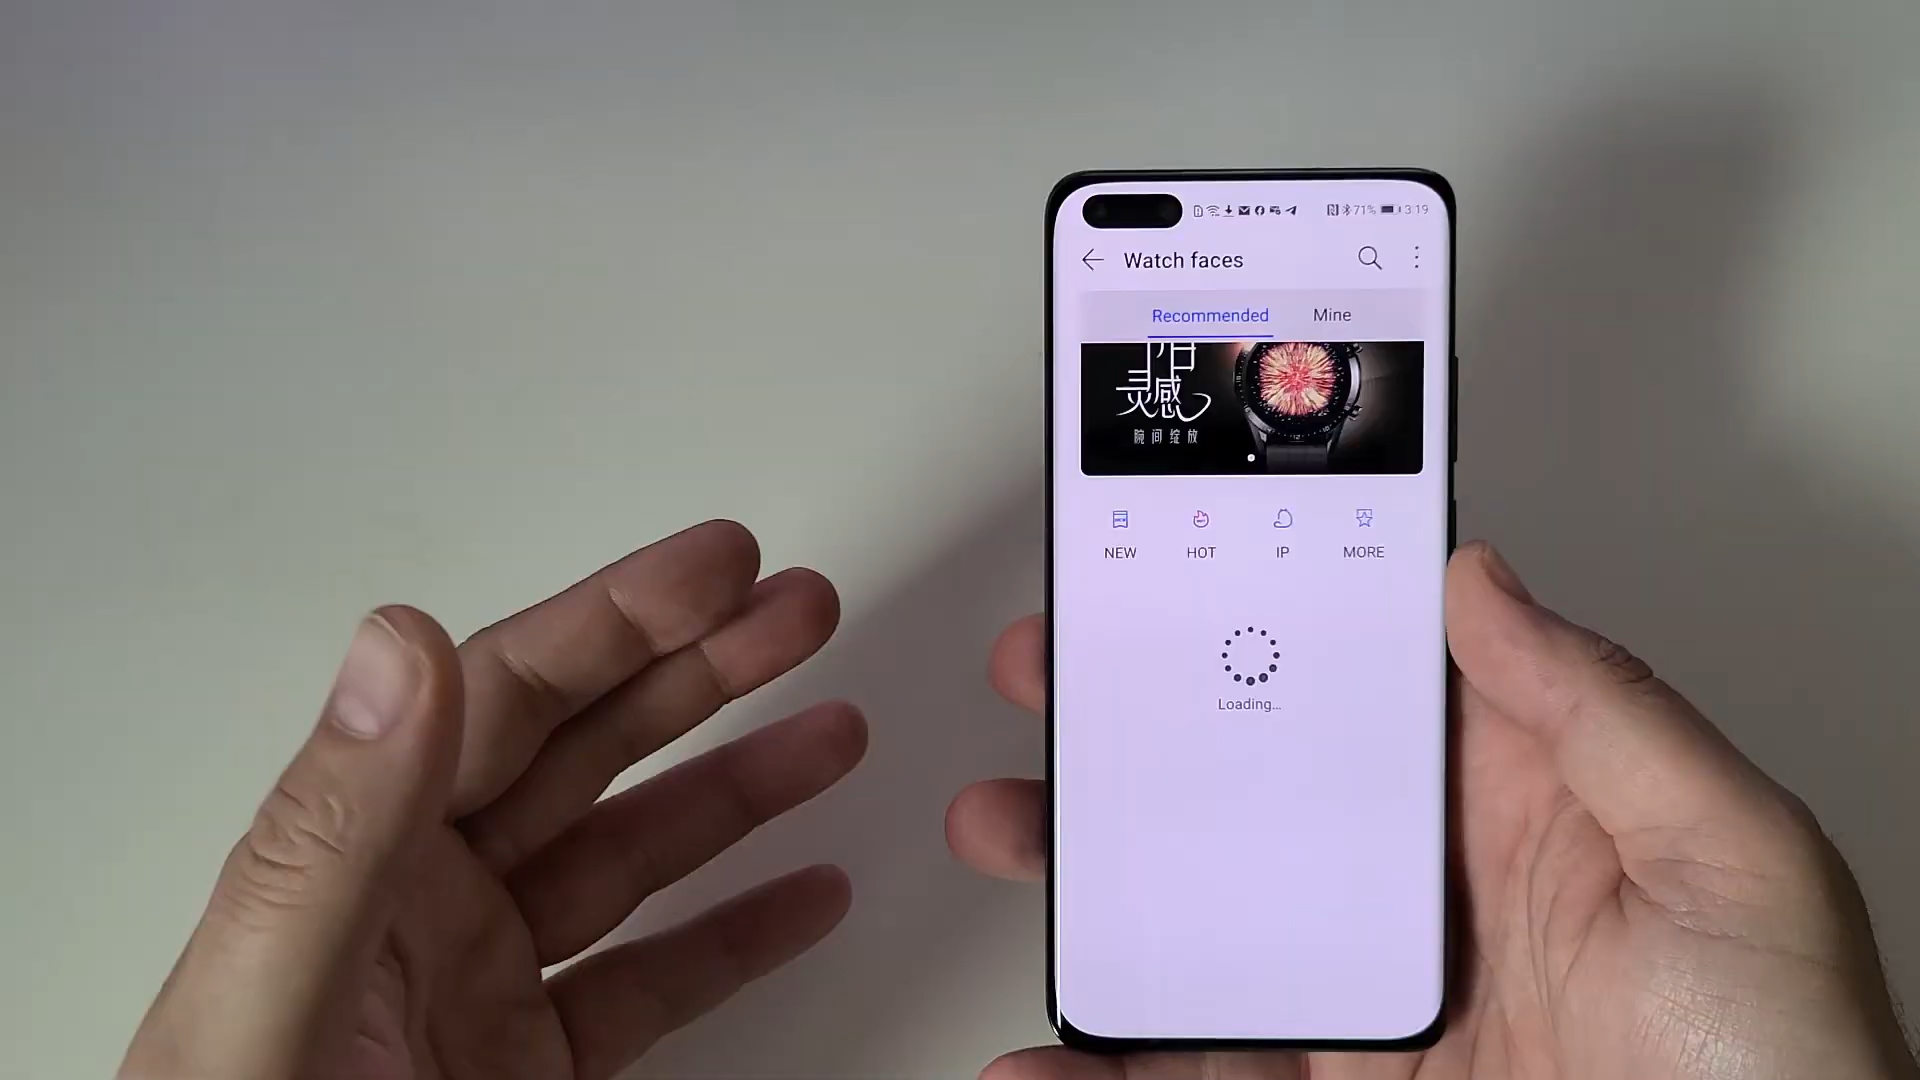 71% 3:19
Watch faces
Recommended Mine
灵感
腕间绽放
NEW HOT IP MORE
Loading...